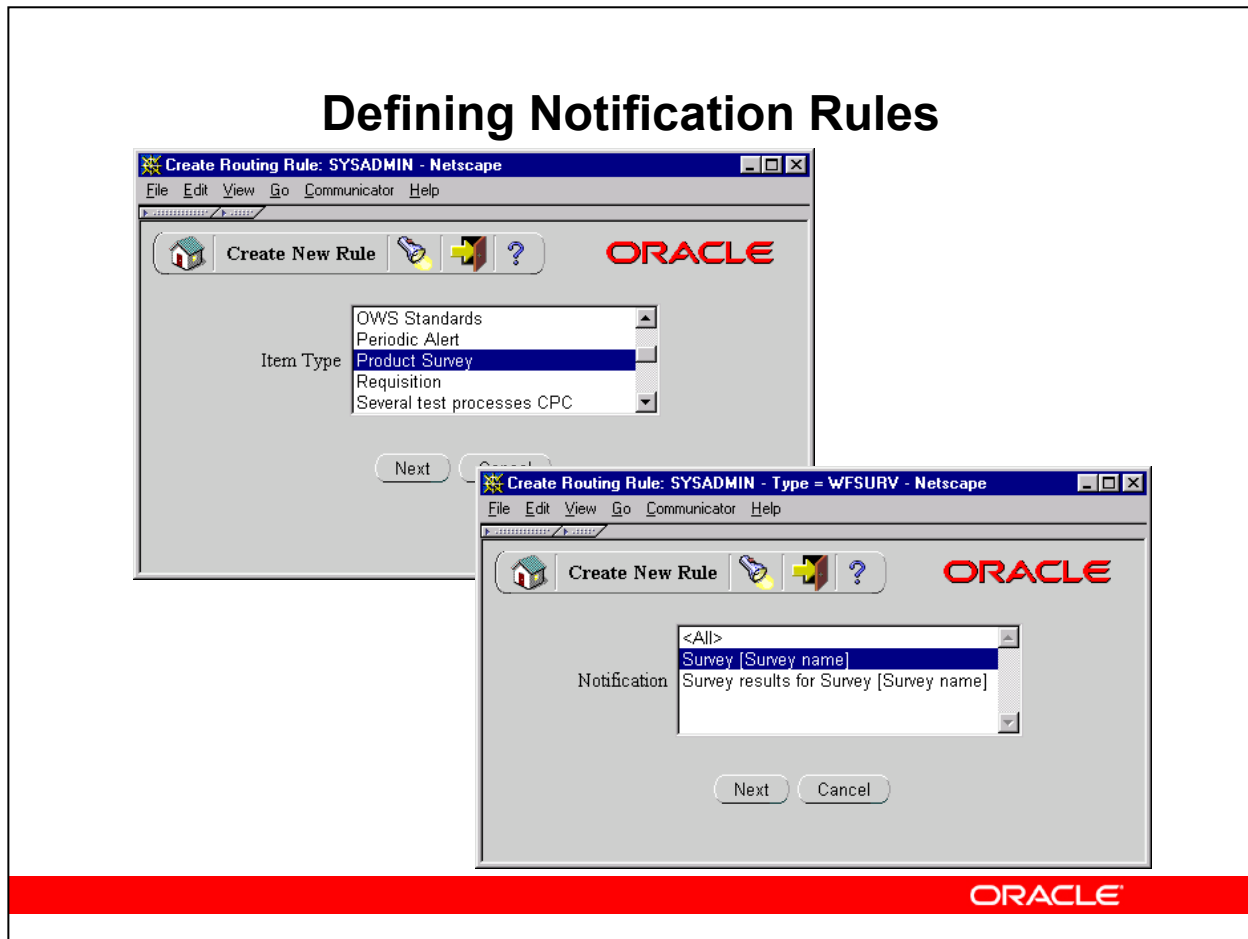 Defining Notification Rules
Create Routing Rule: SYSADMIN - Netscape
File Edit View Go Communicator Help
Create New Rule ? ORACLE
OWS Standards
Periodic Alert
Item Type Product Survey
Requisition
Several test processes CPC
Next
Create Routing Rule: SYSADMIN - Type = WFSURV - Netscape
File Edit View Go Communicator Help
Create New Rule ? ORACLE
<All>
Survey [Survey name]
Notification Survey results for Survey [Survey name]
Next Cancel
ORACLE